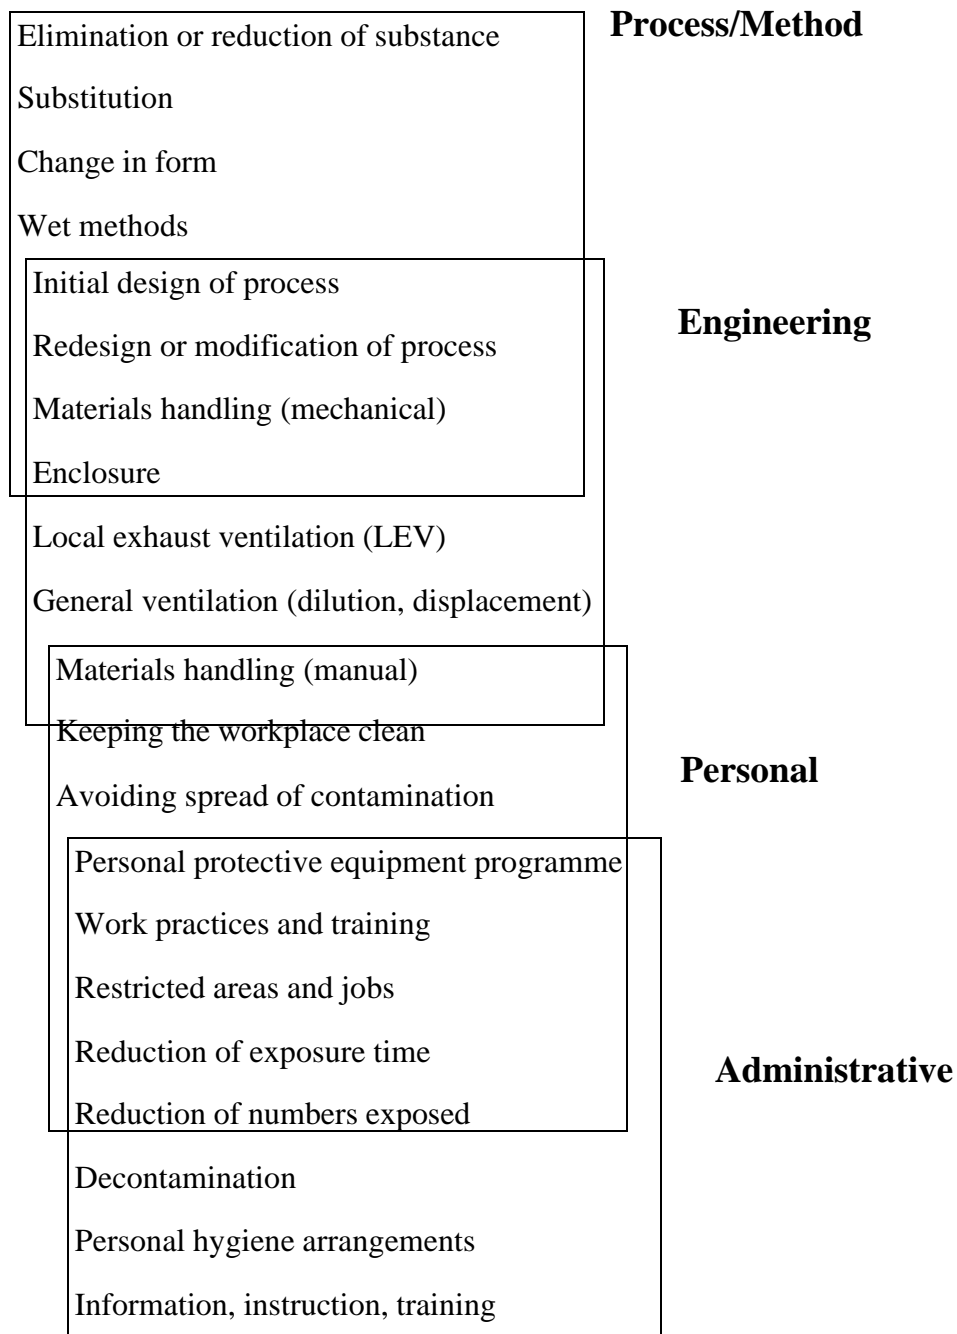 Process/Method
Elimination or reduction of substance
Substitution
Change in form
Wet methods
Initial design of process
Engineering
Redesign or modification of process
Materials handling (mechanical)
Enclosure
Local exhaust ventilation (LEV)
General ventilation (dilution, displacement)
Materials handling (manual)
Keeping the workplace clean
Personal
Avoiding spread of contamination
Personal protective equipment programme
Work practices and training
Restricted areas and jobs
Reduction of exposure time
Administrative
Reduction of numbers exposed
Decontamination
Personal hygiene arrangements
Information, instruction, training